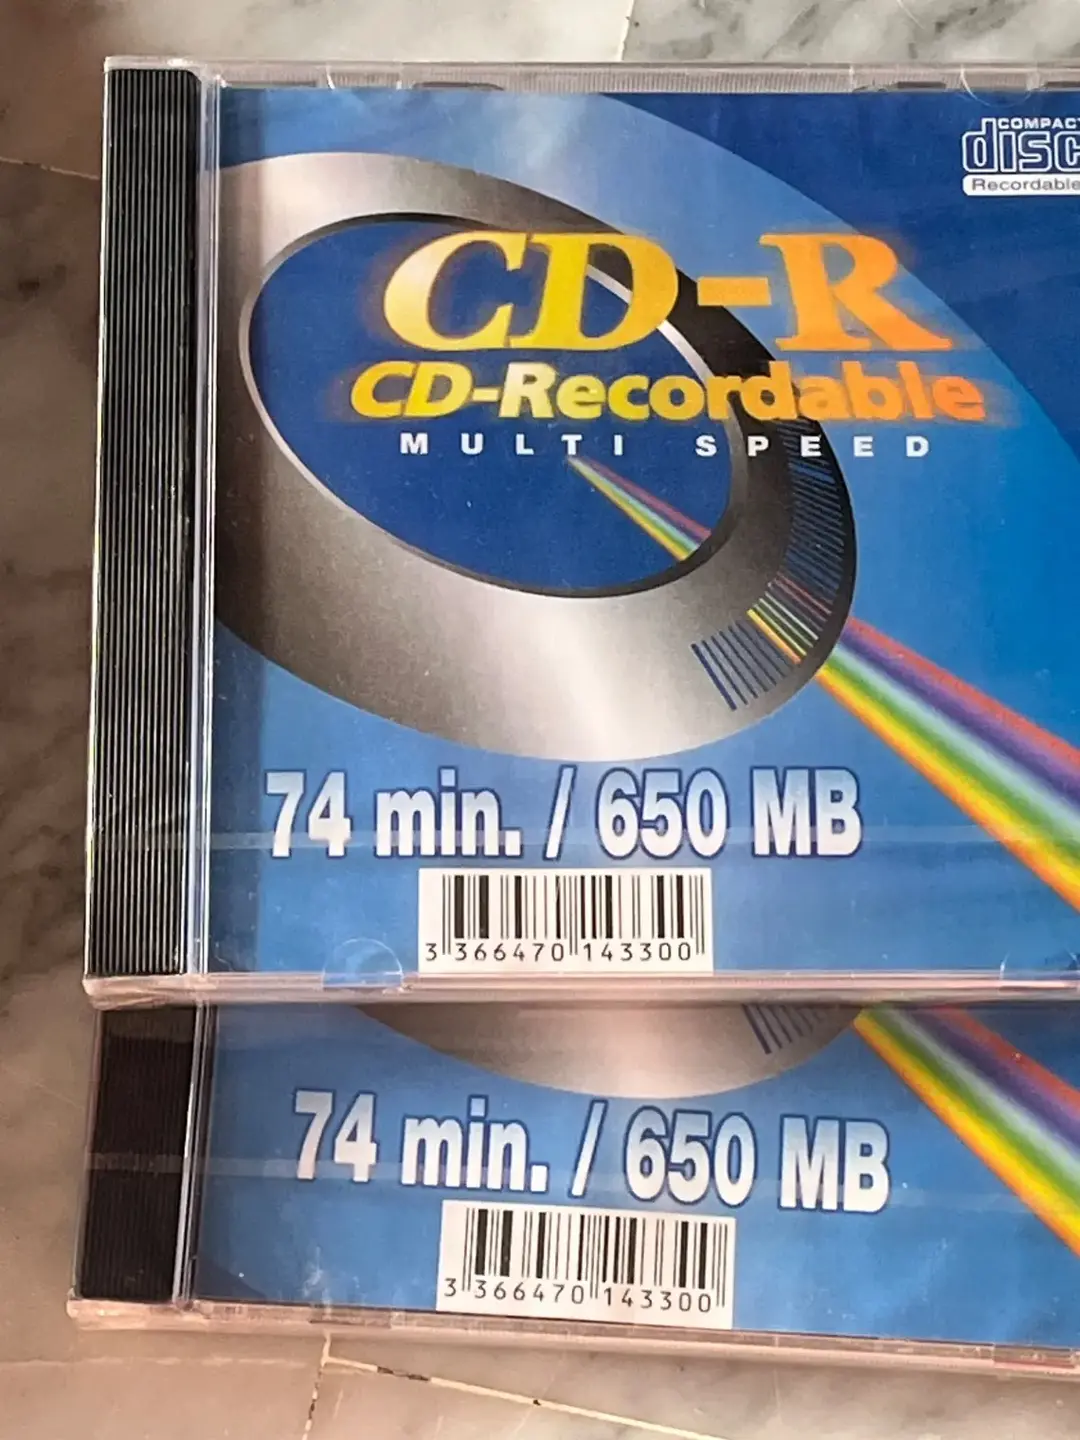 COMPACT
disc
Recordable
CD-R
CD-Recordable
MULTI SPEED
74 min. / 650 MB
3 366470 143300
74 min. / 650 MB
3 366470 143300